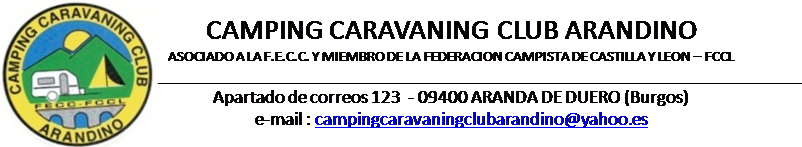 CAMPING CARAVANING CLUB
FECC-FCCL
ARANDINO
CAMPING CARAVANING CLUB ARANDINO
ASOCIADO A LA F.E.C.C. Y MIEMBRO DE LA FEDERACION CAMPISTA DE CASTILLA Y LEON – FCCL
Apartado de correos 123 - 09400 ARANDA DE DUERO (Burgos)
e-mail : campingcaravaningclubarandino@yahoo.es